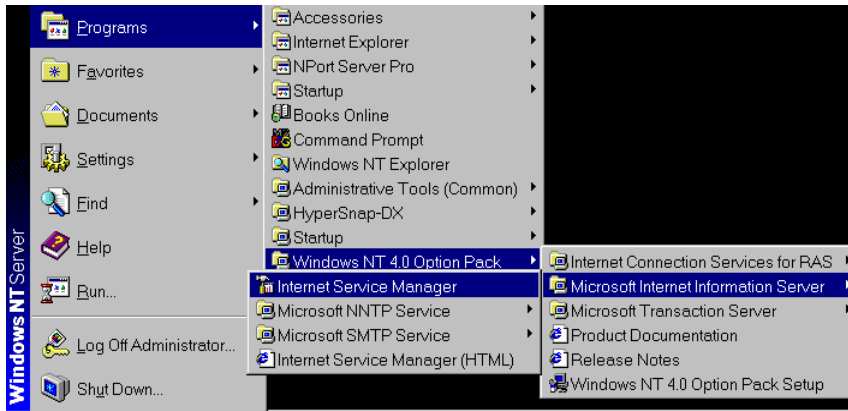 Programs
Favorites
Documents
Settings
Find
Help
Run...
Log Off Administrator...
Shut Down...
Windows NT Server
Accessories
Internet Explorer
NPort Server Pro
Startup
Books Online
Command Prompt
Windows NT Explorer
Administrative Tools (Common)
HyperSnap-DX
Startup
Windows NT 4.0 Option Pack
Internet Connection Services for RAS
Microsoft Internet Information Server
Microsoft Transaction Server
Product Documentation
Release Notes
Windows NT 4.0 Option Pack Setup
Internet Service Manager
Microsoft NNTP Service
Microsoft SMTP Service
Internet Service Manager (HTML)